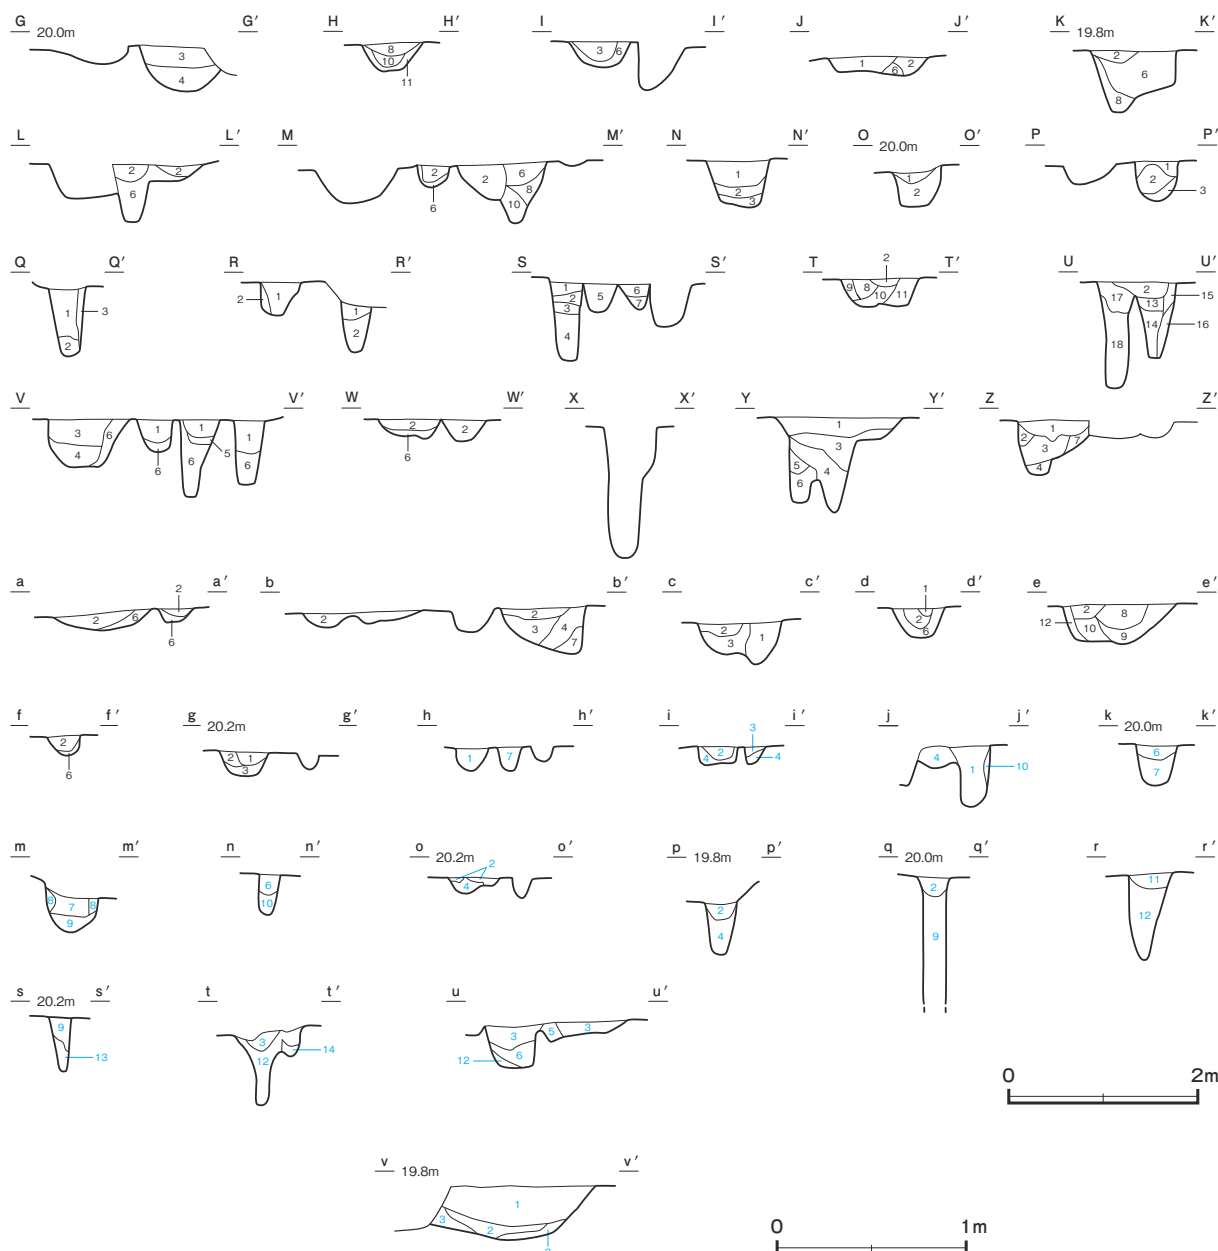 G 20.0m G′ H H′ I I′ J J′ K 19.8m K′
3 4 8 10 11 3 6 1 6 2 2 6 8
L L′ M M′ N N′ O 20.0m O′ P P′
2 2 6 2 6 2 6 8 10 1 2 3 1 2 1 2 3
Q Q′ R R′ S S′ T T′ U U′
1 3 2 2 1 1 2 1 2 3 4 5 6 7 2 9 8 10 11 2 15 17 13 14 16 18
V V′ W W′ X X′ Y Y′ Z Z′
3 6 4 1 6 1 5 6 1 6 2 6 2 1 3 5 4 6 1 2 3 7 4
a a′ b b′ c c′ d d′ e e′
2 6 2 6 2 2 3 4 7 2 3 1 1 2 6 2 8 12 10 9
f f′ g 20.2m g′ h h′ i i′ j j′ k 20.0m k′
2 6 2 1 3 1 7 4 2 3 4 4 1 10 6 7
m m′ n n′ o 20.2m o′ p 19.8m p′ q 20.0m q′ r r′
8 7 8 9 6 10 2 4 2 4 2 9 11 12
s 20.2m s′ t t′ u u′
9 13 3 12 14 3 5 3 12 6
0 2m
v 19.8m v′
1 3 2
0 1m